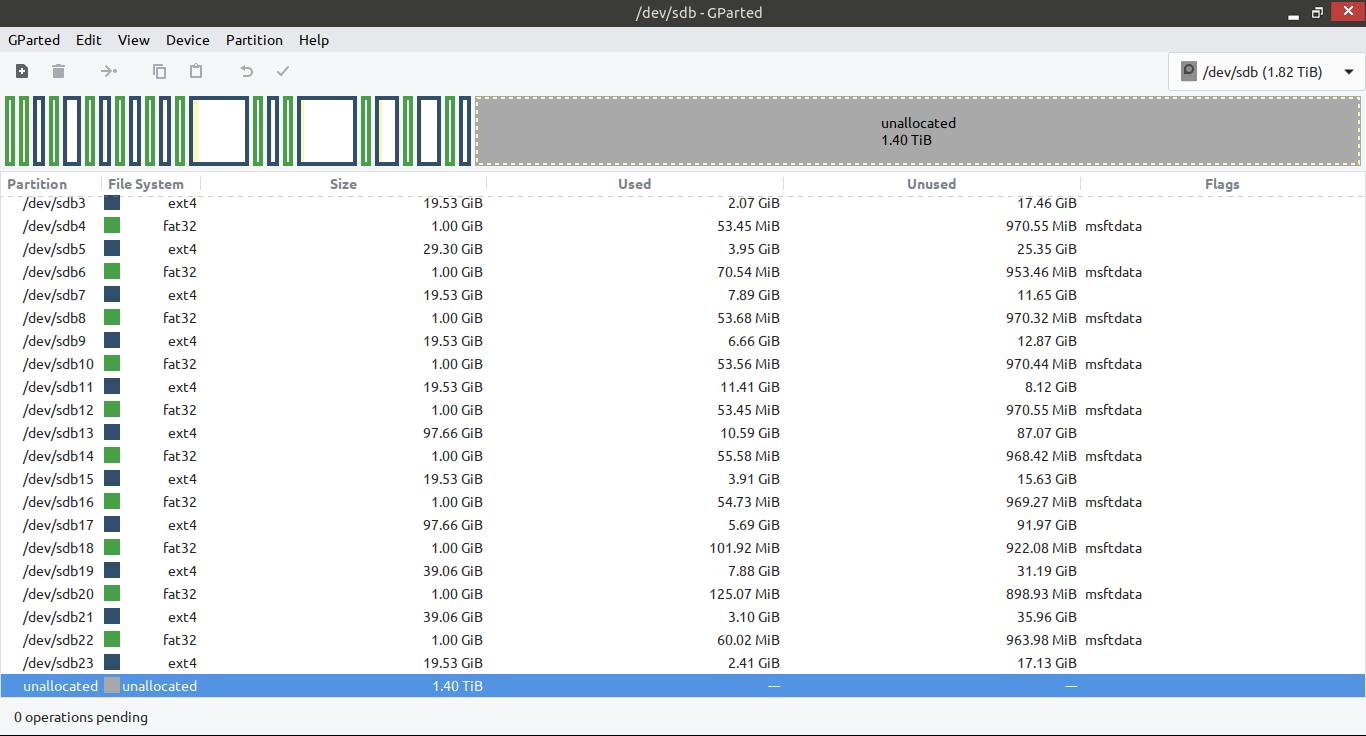 /dev/sdb - GParted
GParted Edit View Device Partition Help
/dev/sdb (1.82 TiB)
unallocated
1.40 TiB
Partition File System Size Used Unused Flags
/dev/sdb3 ext4 19.53 GiB 2.07 GiB 17.46 GiB
/dev/sdb4 fat32 1.00 GiB 53.45 MiB 970.55 MiB msftdata
/dev/sdb5 ext4 29.30 GiB 3.95 GiB 25.35 GiB
/dev/sdb6 fat32 1.00 GiB 70.54 MiB 953.46 MiB msftdata
/dev/sdb7 ext4 19.53 GiB 7.89 GiB 11.65 GiB
/dev/sdb8 fat32 1.00 GiB 53.68 MiB 970.32 MiB msftdata
/dev/sdb9 ext4 19.53 GiB 6.66 GiB 12.87 GiB
/dev/sdb10 fat32 1.00 GiB 53.56 MiB 970.44 MiB msftdata
/dev/sdb11 ext4 19.53 GiB 11.41 GiB 8.12 GiB
/dev/sdb12 fat32 1.00 GiB 53.45 MiB 970.55 MiB msftdata
/dev/sdb13 ext4 97.66 GiB 10.59 GiB 87.07 GiB
/dev/sdb14 fat32 1.00 GiB 55.58 MiB 968.42 MiB msftdata
/dev/sdb15 ext4 19.53 GiB 3.91 GiB 15.63 GiB
/dev/sdb16 fat32 1.00 GiB 54.73 MiB 969.27 MiB msftdata
/dev/sdb17 ext4 97.66 GiB 5.69 GiB 91.97 GiB
/dev/sdb18 fat32 1.00 GiB 101.92 MiB 922.08 MiB msftdata
/dev/sdb19 ext4 39.06 GiB 7.88 GiB 31.19 GiB
/dev/sdb20 fat32 1.00 GiB 125.07 MiB 898.93 MiB msftdata
/dev/sdb21 ext4 39.06 GiB 3.10 GiB 35.96 GiB
/dev/sdb22 fat32 1.00 GiB 60.02 MiB 963.98 MiB msftdata
/dev/sdb23 ext4 19.53 GiB 2.41 GiB 17.13 GiB
unallocated unallocated 1.40 TiB --- ---
0 operations pending